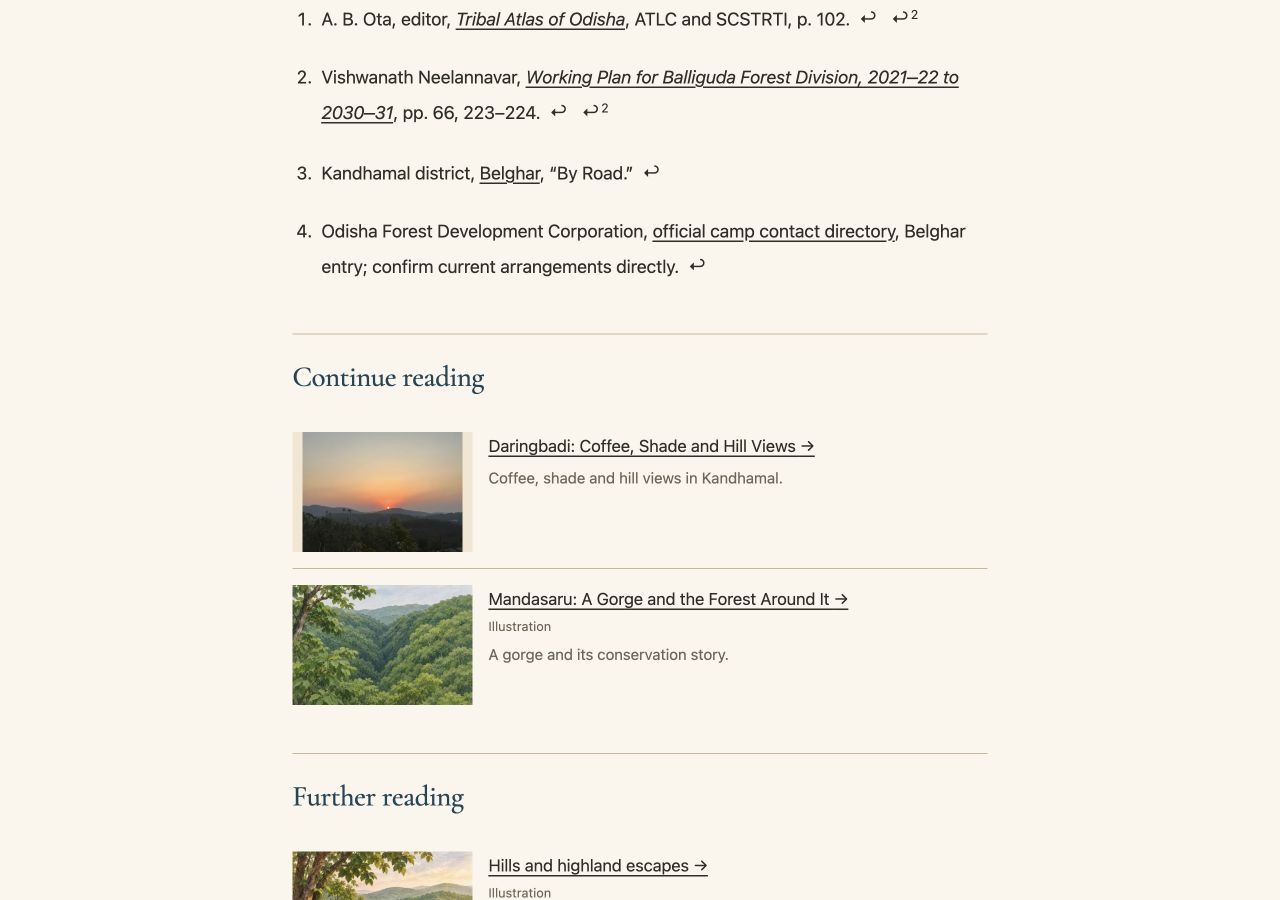 1. A. B. Ota, editor, Tribal Atlas of Odisha, ATLC and SCSTRTI, p. 102. ↩ ↩2
2. Vishwanath Neelannavar, Working Plan for Balliguda Forest Division, 2021–22 to
2030–31, pp. 66, 223–224. ↩ ↩2
3. Kandhamal district, Belghar, “By Road.” ↩
4. Odisha Forest Development Corporation, official camp contact directory, Belghar
entry; confirm current arrangements directly. ↩
Continue reading
Daringbadi: Coffee, Shade and Hill Views →
Coffee, shade and hill views in Kandhamal.
Mandasaru: A Gorge and the Forest Around It →
Illustration
A gorge and its conservation story.
Further reading
Hills and highland escapes →
Illustration